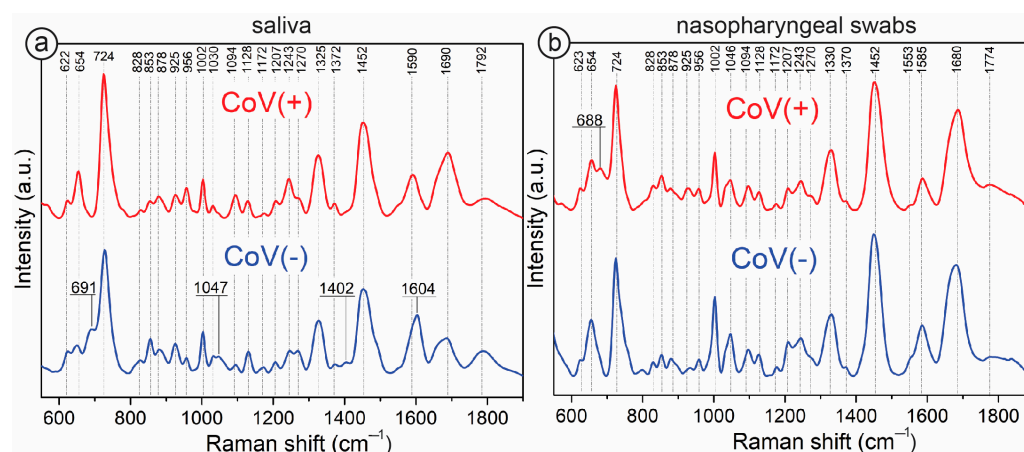 saliva
nasopharyngeal swabs
a
622 654 724 828 853 878 925 956 1002 1030 1094 1128 1172 1207 1243 1270 1325 1372 1452 1590 1690 1792
CoV(+)
CoV(-)
691
1047
1402
1604
Intensity (a.u.)
600 800 1000 1200 1400 1600 1800
Raman shift (cm⁻¹)
b
623 654 724 828 853 878 925 956 1002 1046 1094 1128 1172 1207 1243 1270 1330 1370 1452 1553 1585 1680 1774
688
CoV(+)
CoV(-)
Intensity (a.u.)
600 800 1000 1200 1400 1600 1800
Raman shift (cm⁻¹)